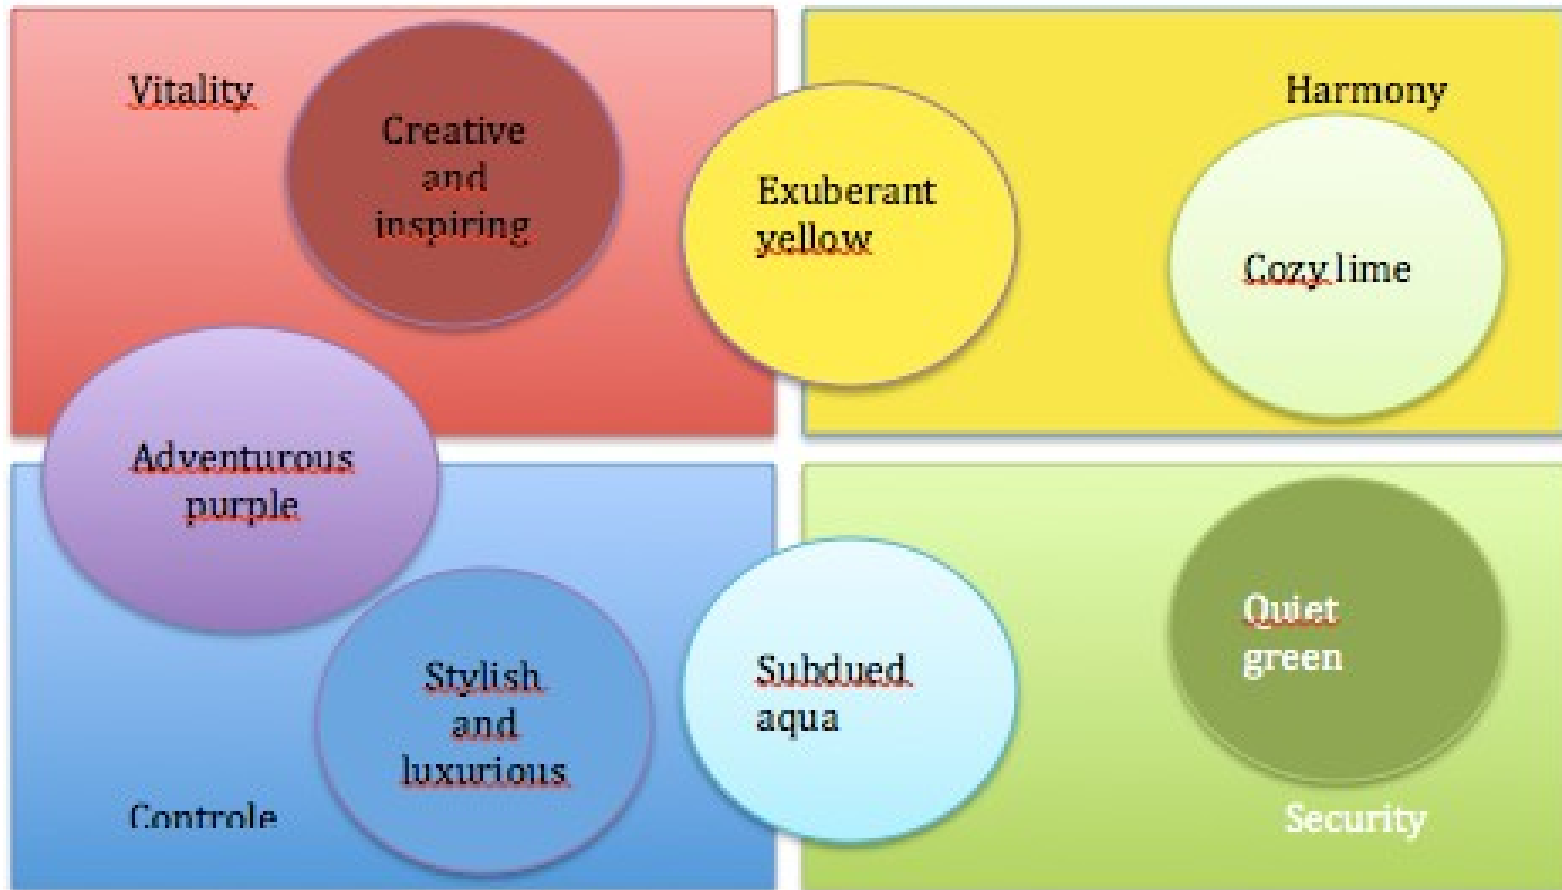 Vitality
Creative
and
inspiring
Exuberant
yellow
Harmony
Cozy lime
Adventurous
purple
Stylish
and
luxurious
Controle
Subdued
aqua
Quiet
green
Security